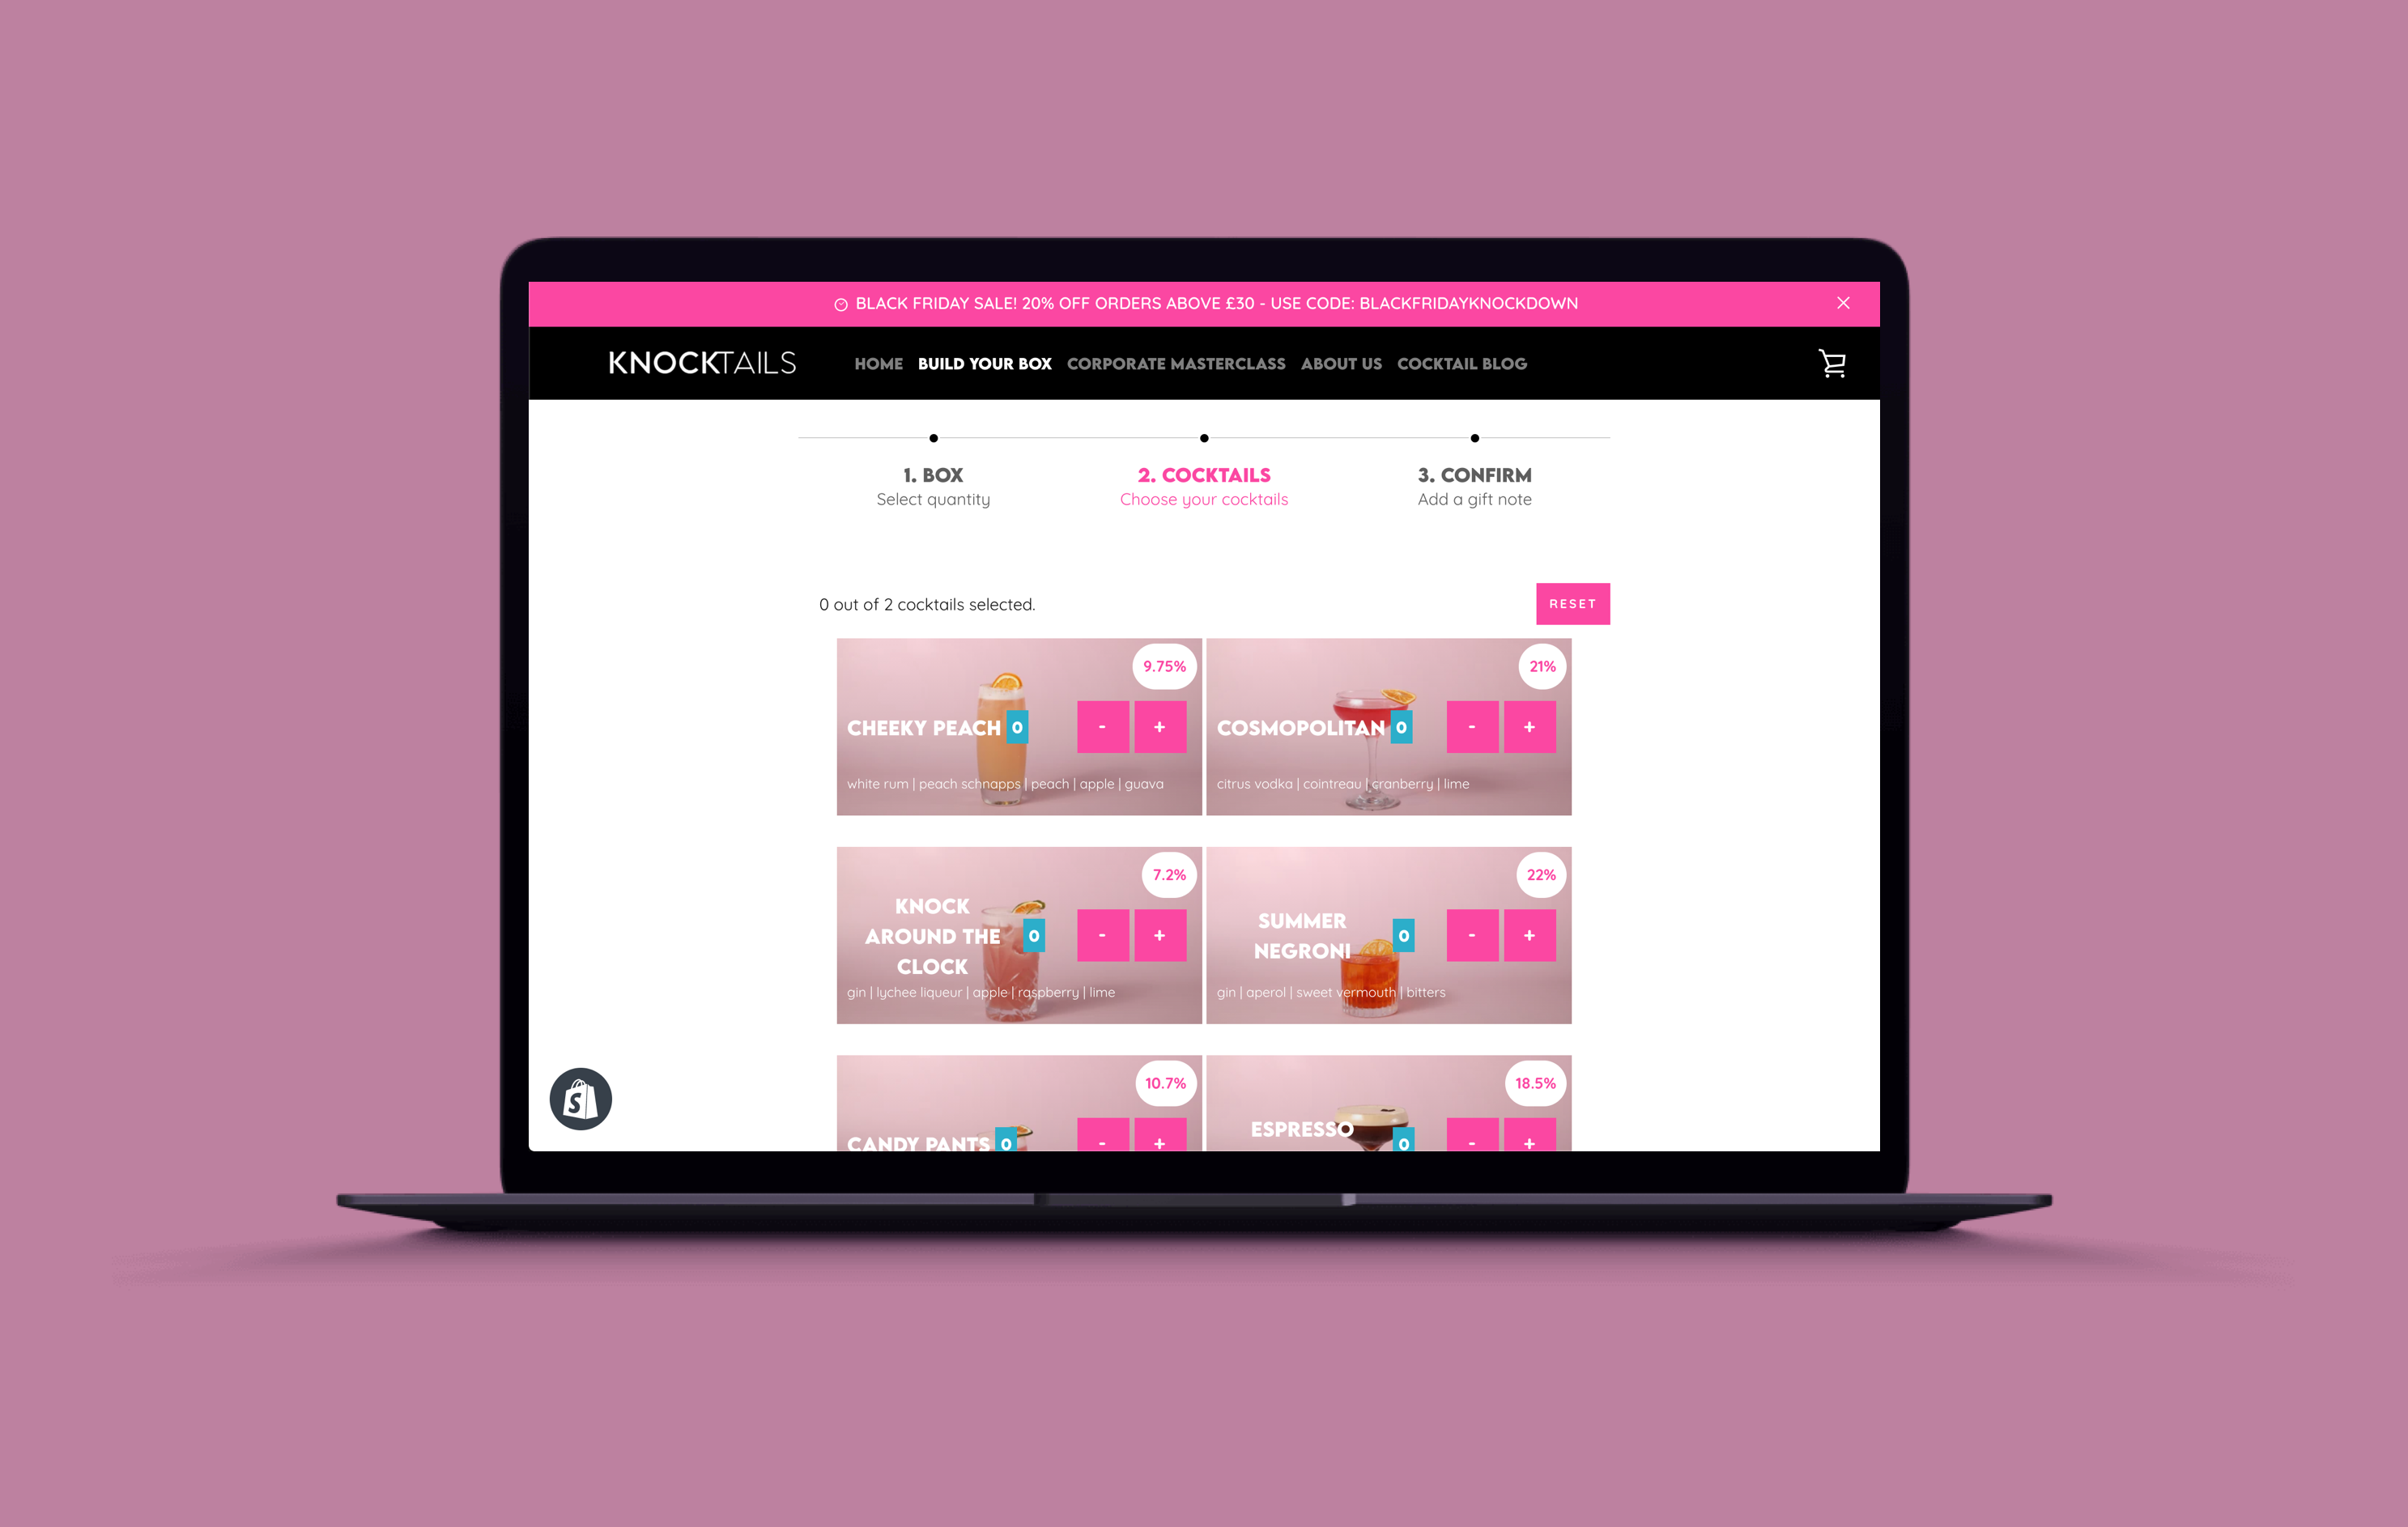 BLACK FRIDAY SALE! 20% OFF ORDERS ABOVE £30 - USE CODE: BLACKFRIDAYKNOCKDOWN
KNOCKTAILS
HOME BUILD YOUR BOX CORPORATE MASTERCLASS ABOUT US COCKTAIL BLOG
1. BOX
Select quantity
2. COCKTAILS
Choose your cocktails
3. CONFIRM
Add a gift note
0 out of 2 cocktails selected.
RESET
9.75%
CHEEKY PEACH 0 - +
white rum | peach schnapps | peach | apple | guava
21%
COSMOPOLITAN 0 - +
citrus vodka | cointreau | cranberry | lime
7.2%
KNOCK
AROUND THE 0 - +
CLOCK
gin | lychee liqueur | apple | raspberry | lime
22%
SUMMER
NEGRONI 0 - +
gin | aperol | sweet vermouth | bitters
10.7%
CANDY PANTS 0 - +
18.5%
ESPRESSO
0 - +
S